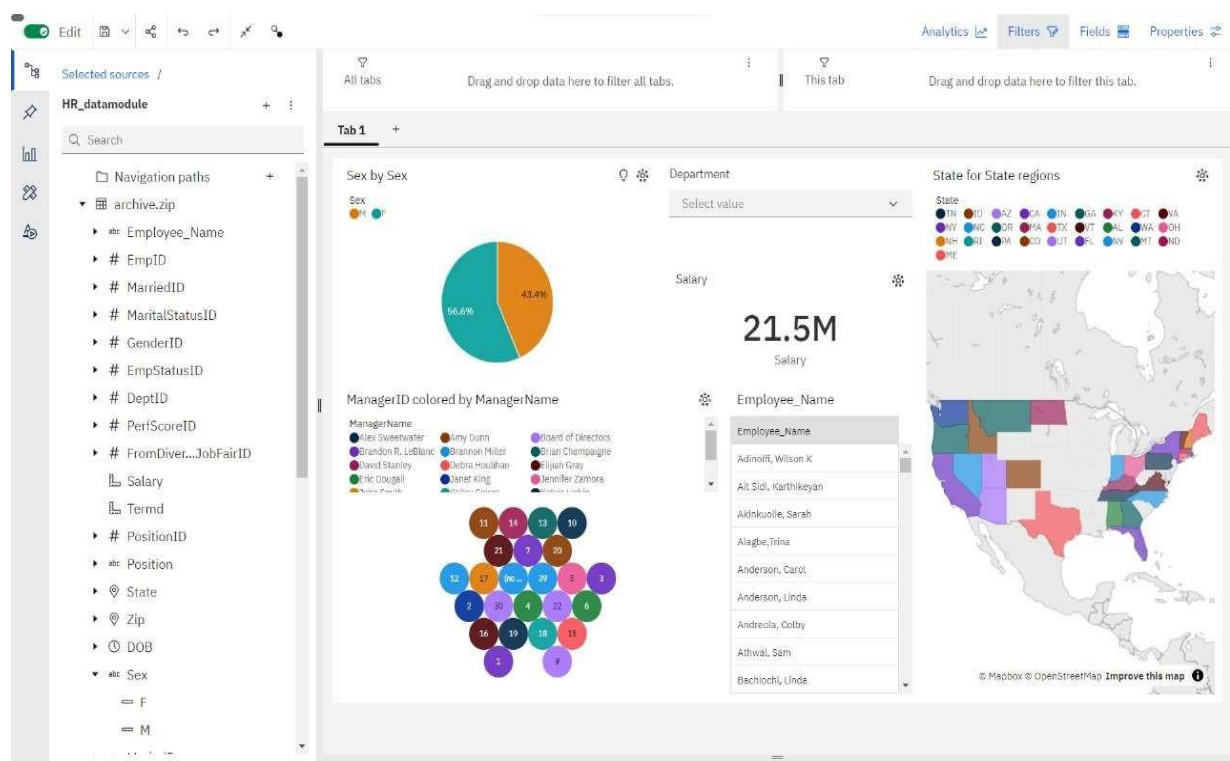 Edit
Analytics
Filters
Fields
Properties
Selected sources /
HR_datamodule
Search
Navigation paths
archive.zip
abc Employee_Name
# EmpID
# MarriedID
# MaritalStatusID
# GenderID
# EmpStatusID
# DeptID
# PerfScoreID
# FromDiver...JobFairID
Salary
Termd
# PositionID
abc Position
State
Zip
DOB
abc Sex
F
M
All tabs
Drag and drop data here to filter all tabs.
This tab
Drag and drop data here to filter this tab.
Tab 1 +
Sex by Sex
Sex
M F
43.4%
56.6%
Department
Select value
Salary
21.5M
Salary
State for State regions
State
TN ID AZ CA IN GA KY CT VA
NY NC OR MA TX VT AL WA OH
NH RI PA CO UT FL NV MT ND
ME
ManagerID colored by ManagerName
ManagerName
Alex Sweetwater Amy Dunn Board of Directors
Brandon R. LeBlanc Brannon Miller Brian Champaigne
David Stanley Debra Houlihan Elijiah Gray
Eric Dougall Janet King Jennifer Zamora
11 14 13 10
21 7 20
12 17 (no ... 39 5 3
2 30 4 22 6
16 19 18 15
1 9
Employee_Name
Employee_Name
Adinolfi, Wilson K
Ait Sidi, Karthikeyan
Akinkuolie, Sarah
Alagbe,Trina
Anderson, Carol
Anderson, Linda
Andreola, Colby
Athwal, Sam
Bachiochi, Linda
© Mapbox © OpenStreetMap Improve this map